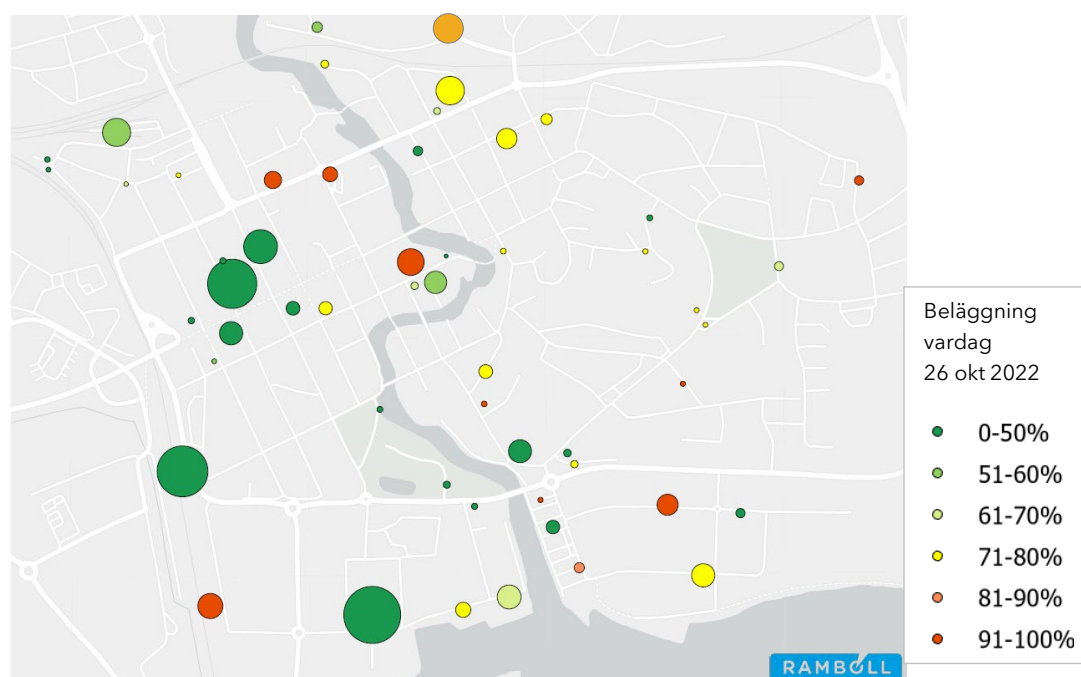 Beläggning
vardag
26 okt 2022
0-50%
51-60%
61-70%
71-80%
81-90%
91-100%
RAMBOLL